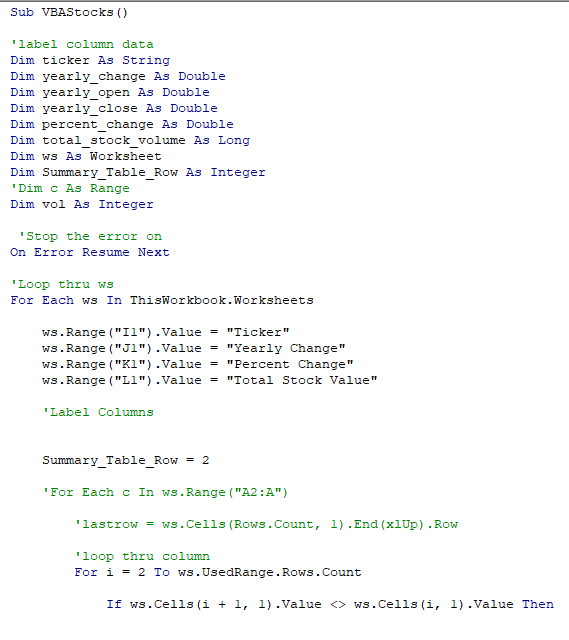 Sub VBAStocks()
'label column data
Dim ticker As String
Dim yearly_change As Double
Dim yearly_open As Double
Dim yearly_close As Double
Dim percent_change As Double
Dim total_stock_volume As Long
Dim ws As Worksheet
Dim Summary_Table_Row As Integer
'Dim c As Range
Dim vol As Integer
'Stop the error on
On Error Resume Next
'Loop thru ws
For Each ws In ThisWorkbook.Worksheets
ws.Range("I1").Value = "Ticker"
ws.Range("J1").Value = "Yearly Change"
ws.Range("K1").Value = "Percent Change"
ws.Range("L1").Value = "Total Stock Value"
'Label Columns
Summary_Table_Row = 2
'For Each c In ws.Range("A2:A")
'lastrow = ws.Cells(Rows.Count, 1).End(xlUp).Row
'loop thru column
For i = 2 To ws.UsedRange.Rows.Count
If ws.Cells(i + 1, 1).Value <> ws.Cells(i, 1).Value Then